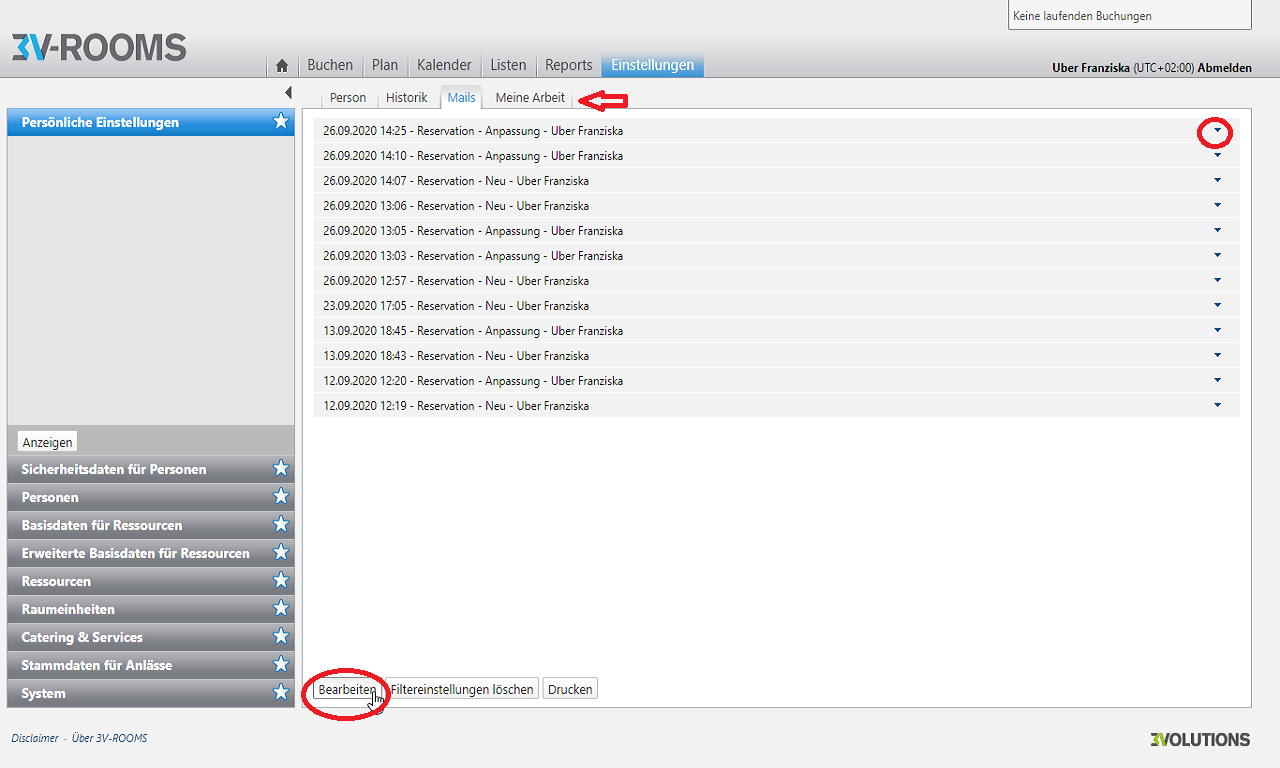 Keine laufenden Buchungen
3V-ROOMS
Buchen Plan Kalender Listen Reports Einstellungen
Uber Franziska (UTC+02:00) Abmelden
Person Historik Mails Meine Arbeit
Persönliche Einstellungen
26.09.2020 14:25 - Reservation - Anpassung - Uber Franziska
26.09.2020 14:10 - Reservation - Anpassung - Uber Franziska
26.09.2020 14:07 - Reservation - Neu - Uber Franziska
26.09.2020 13:06 - Reservation - Neu - Uber Franziska
26.09.2020 13:05 - Reservation - Anpassung - Uber Franziska
26.09.2020 13:03 - Reservation - Anpassung - Uber Franziska
26.09.2020 12:57 - Reservation - Neu - Uber Franziska
23.09.2020 17:05 - Reservation - Neu - Uber Franziska
13.09.2020 18:45 - Reservation - Anpassung - Uber Franziska
13.09.2020 18:43 - Reservation - Neu - Uber Franziska
12.09.2020 12:20 - Reservation - Anpassung - Uber Franziska
12.09.2020 12:19 - Reservation - Neu - Uber Franziska
Anzeigen
Sicherheitsdaten für Personen
Personen
Basisdaten für Ressourcen
Erweiterte Basisdaten für Ressourcen
Ressourcen
Raumeinheiten
Catering & Services
Stammdaten für Anlässe
System
Bearbeiten Filtereinstellungen löschen Drucken
Disclaimer - Über 3V-ROOMS
3VOLUTIONS